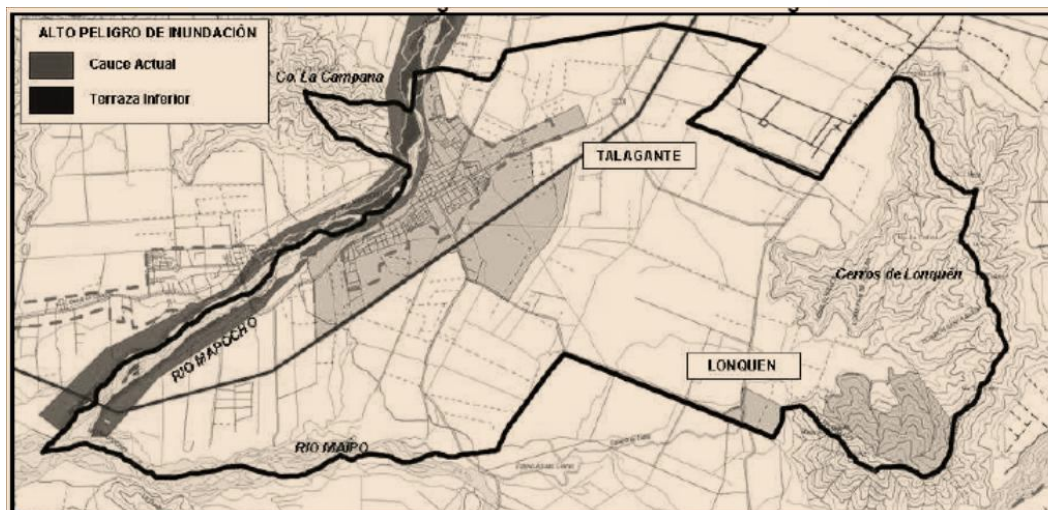 ALTO PELIGRO DE INUNDACIÓN
Cauce Actual
Terraza Inferior
Co. La Campana
TALAGANTE
Cerros de Lonquén
RIO MAPOCHO
LONQUEN
RIO MAIPO